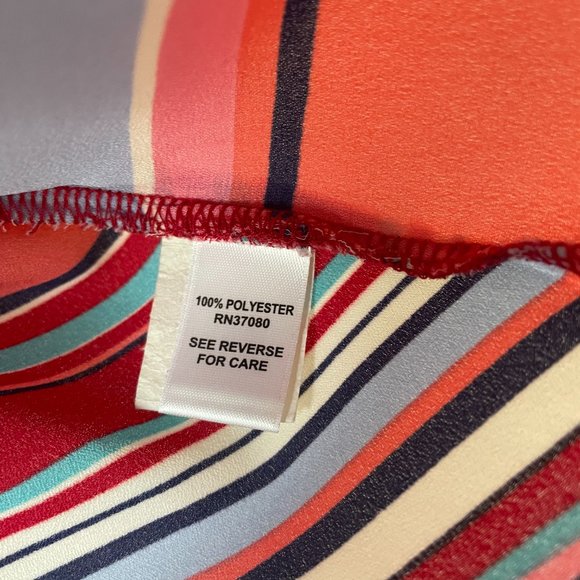 100% POLYESTER
RN37080
SEE REVERSE
FOR CARE